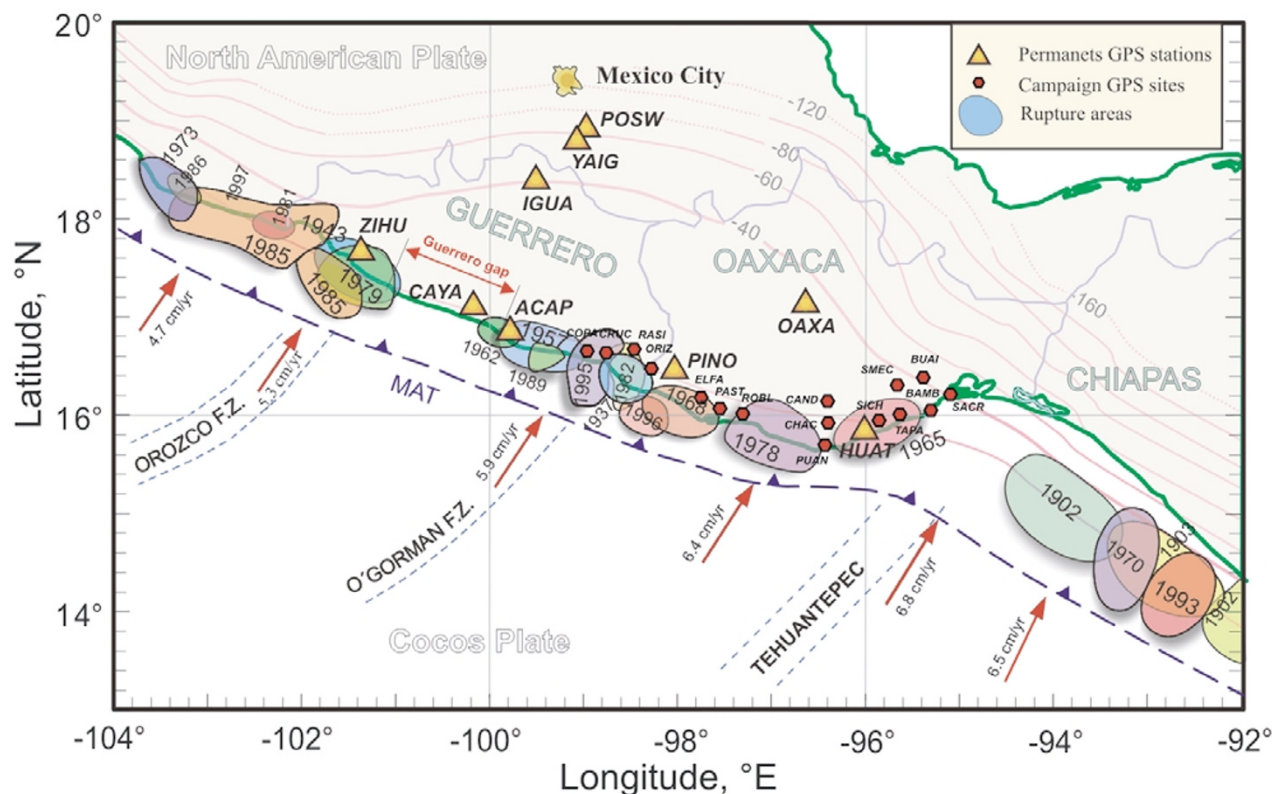 20°
18°
16°
14°
Latitude, °N
-104°
-102°
-100°
-98°
-96°
-94°
-92°
Longitude, °E
North American Plate
Mexico City
Permanets GPS stations
Campaign GPS sites
Rupture areas
POSW
YAIG
IGUA
-120
-80
-60
-40
-160
GUERRERO
OAXACA
CHIAPAS
1973
1986
1997
1981
1943
1985
1985
1979
ZIHU
Guerrero gap
CAYA
ACAP
1962
1957
1989
COPA
CRUC
RASI
ORIZ
1995
1982
1937
1996
1968
PINO
OAXA
ELFA
PAST
ROBL
CAND
CHAC
PUAN
1978
SMEC
BUAI
BAMB
SICH
SACR
TAPA
HUAT
1965
1902
1970
1903
1993
1902
MAT
4.7 cm/yr
5.3 cm/yr
5.9 cm/yr
6.4 cm/yr
6.8 cm/yr
6.5 cm/yr
OROZCO F.Z.
O´GORMAN F.Z.
TEHUANTEPEC
Cocos Plate